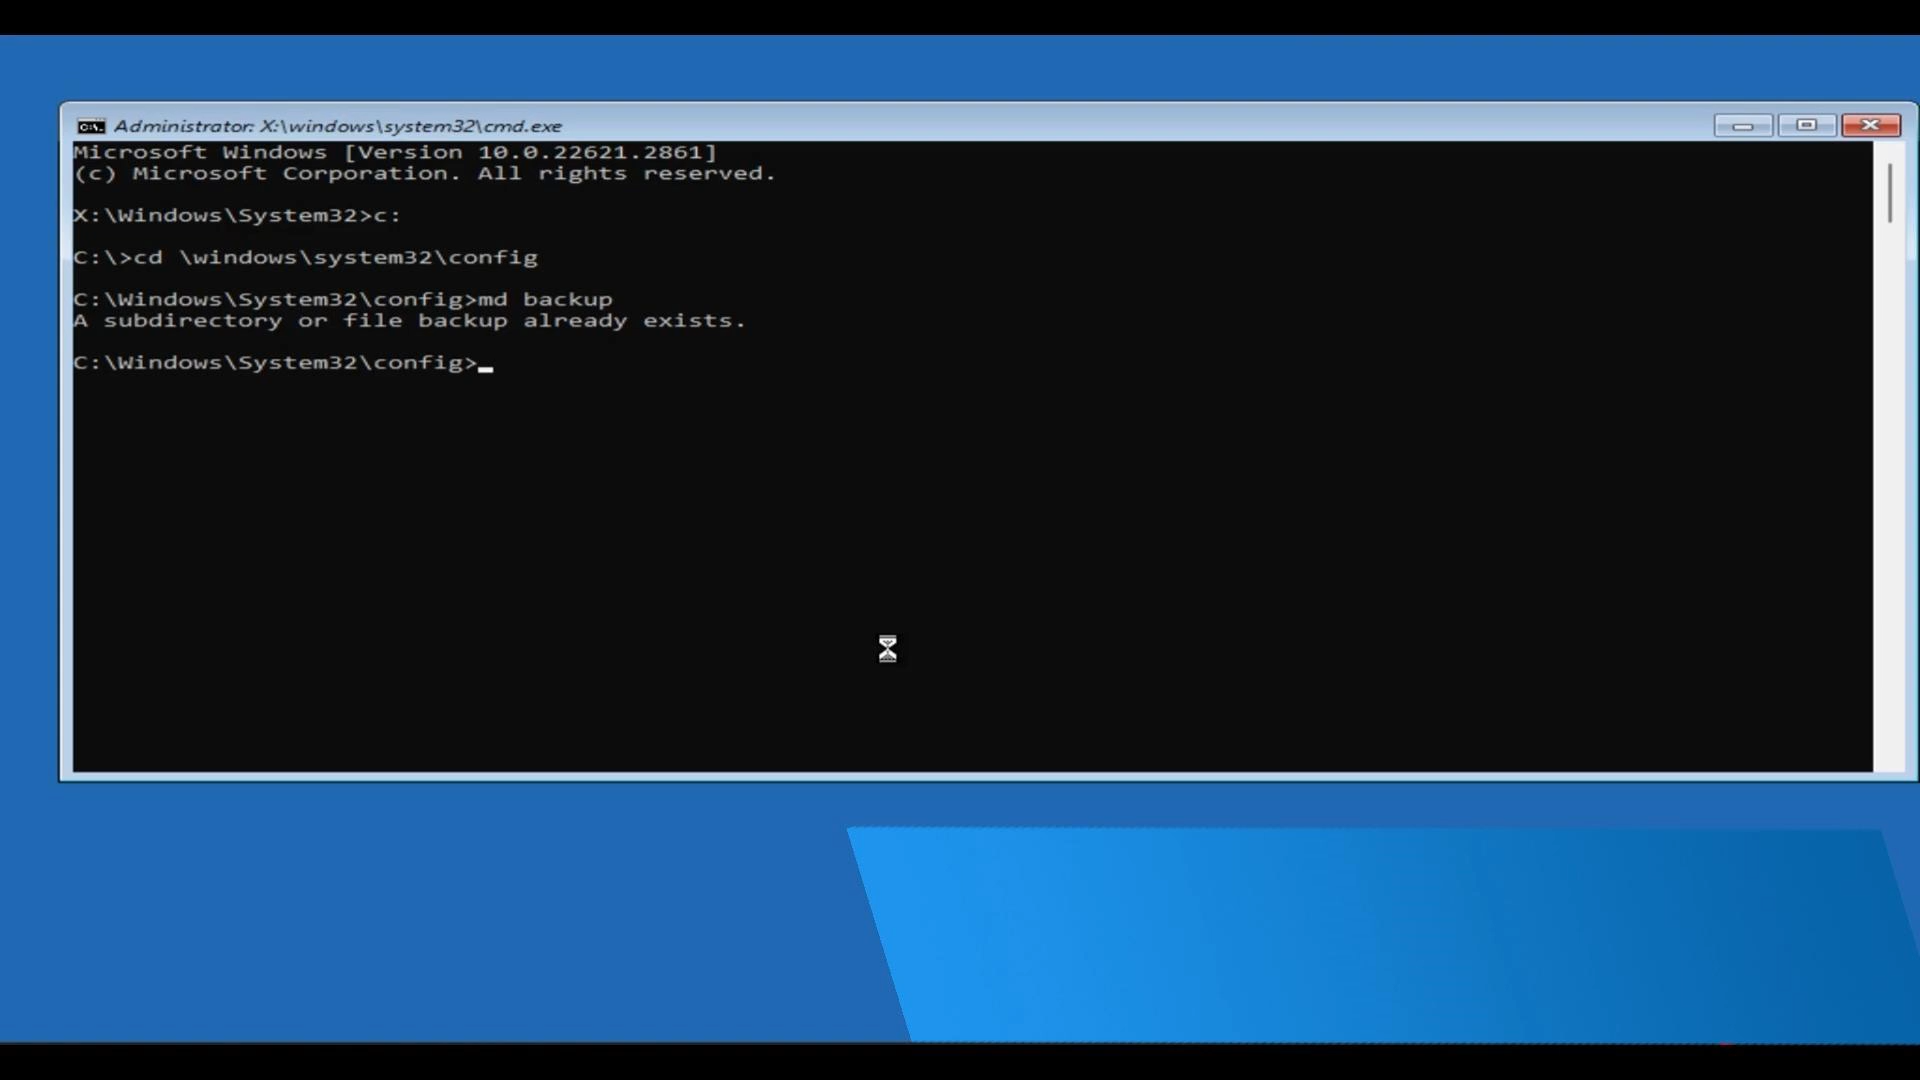 Administrator: X:\windows\system32\cmd.exe
Microsoft Windows [Version 10.0.22621.2861]
(c) Microsoft Corporation. All rights reserved.
X:\Windows\System32>c:
C:\>cd \windows\system32\config
C:\Windows\System32\config>md backup
A subdirectory or file backup already exists.
C:\Windows\System32\config>